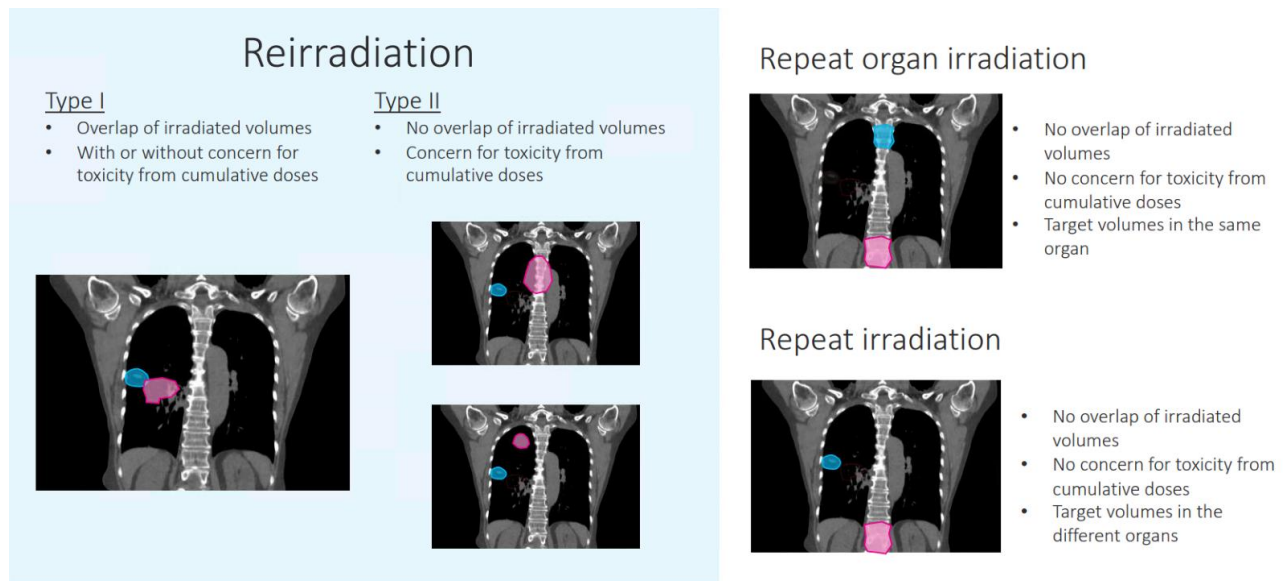 Reirradiation
Type I
• Overlap of irradiated volumes
• With or without concern for
toxicity from cumulative doses
Type II
• No overlap of irradiated volumes
• Concern for toxicity from
cumulative doses
Repeat organ irradiation
• No overlap of irradiated
volumes
• No concern for toxicity from
cumulative doses
• Target volumes in the same
organ
Repeat irradiation
• No overlap of irradiated
volumes
• No concern for toxicity from
cumulative doses
• Target volumes in the
different organs